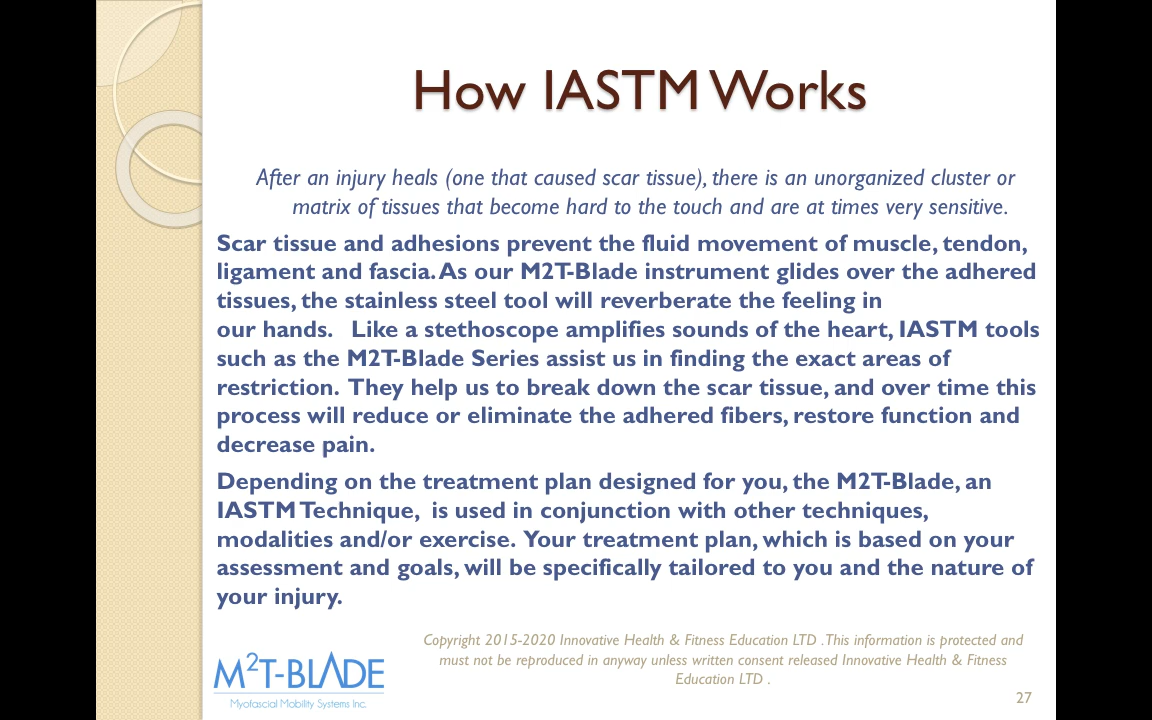 How IASTM Works
After an injury heals (one that caused scar tissue), there is an unorganized cluster or
matrix of tissues that become hard to the touch and are at times very sensitive.
Scar tissue and adhesions prevent the fluid movement of muscle, tendon,
ligament and fascia. As our M2T-Blade instrument glides over the adhered
tissues, the stainless steel tool will reverberate the feeling in
our hands.   Like a stethoscope amplifies sounds of the heart, IASTM tools
such as the M2T-Blade Series assist us in finding the exact areas of
restriction.  They help us to break down the scar tissue, and over time this
process will reduce or eliminate the adhered fibers, restore function and
decrease pain.
Depending on the treatment plan designed for you, the M2T-Blade, an
IASTM Technique,  is used in conjunction with other techniques,
modalities and/or exercise.  Your treatment plan, which is based on your
assessment and goals, will be specifically tailored to you and the nature of
your injury.
Copyright 2015-2020 Innovative Health & Fitness Education LTD . This information is protected and
must not be reproduced in anyway unless written consent released Innovative Health & Fitness
Education LTD .
M²T-BLADE
Myofascial Mobility Systems Inc.
27